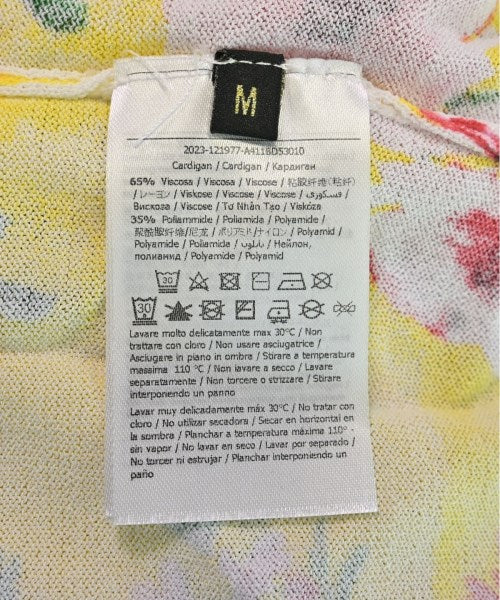 M
2023-121977-A411BD53010
Cardigan / Cardigan / Кардиган
65% Viscosa / Viscosa / Viscose / 粘胶纤维(粘纤)
/ レーヨン / Viskose / Viscose / Viscose / فسكوزي /
Вискоза / Viscose / Tơ Nhân Tạo / Viskóza
35% Poliammide / Poliamida / Polyamide /
聚酰胺纤维/尼龙 / ポリアミド/ナイロン / Polyamid /
Polyamide / Poliamida / نايلون / Нейлон,
полиамид / Polyamide / Polyamid
30
30
Lavare molto delicatamente max 30°C / Non
trattare con cloro / Non usare asciugatrice /
Asciugare in piano in ombra / Stirare a temperatura
massima 110 °C / Non lavare a secco / Lavare
separatamente / Non torcere o strizzare / Stirare
interponendo un panno
Lavar muy delicadamente máx 30°C / No tratar con
cloro / No utilizar secadora / Secar en horizontal en
la sombra / Planchar a temperatura máxima 110° -
sin vapor / No lavar en seco / Lavar por separado /
No torcer ni estrujar / Planchar interponiendo un
paño